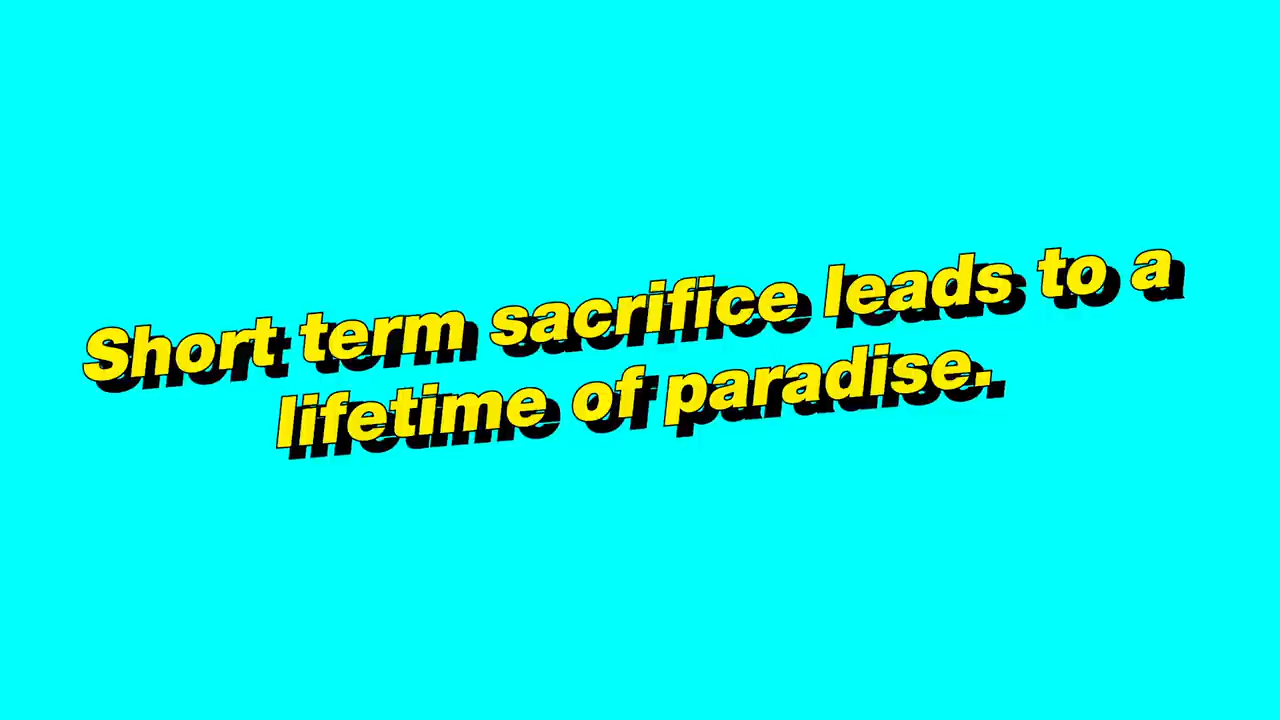 Short term sacrifice leads to a
lifetime of paradise.